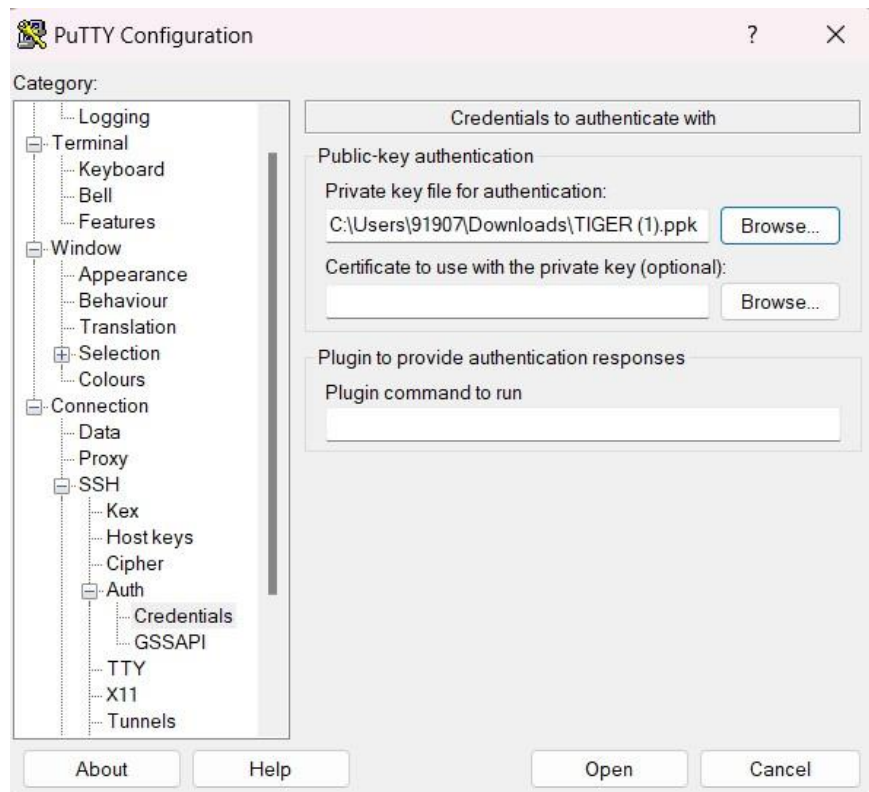 PuTTY Configuration ? ×
Category:
Logging
Terminal
Keyboard
Bell
Features
Window
Appearance
Behaviour
Translation
Selection
Colours
Connection
Data
Proxy
SSH
Kex
Host keys
Cipher
Auth
Credentials
GSSAPI
TTY
X11
Tunnels
Credentials to authenticate with
Public-key authentication
Private key file for authentication:
C:\Users\91907\Downloads\TIGER (1).ppk Browse...
Certificate to use with the private key (optional):
Browse...
Plugin to provide authentication responses
Plugin command to run
About Help Open Cancel